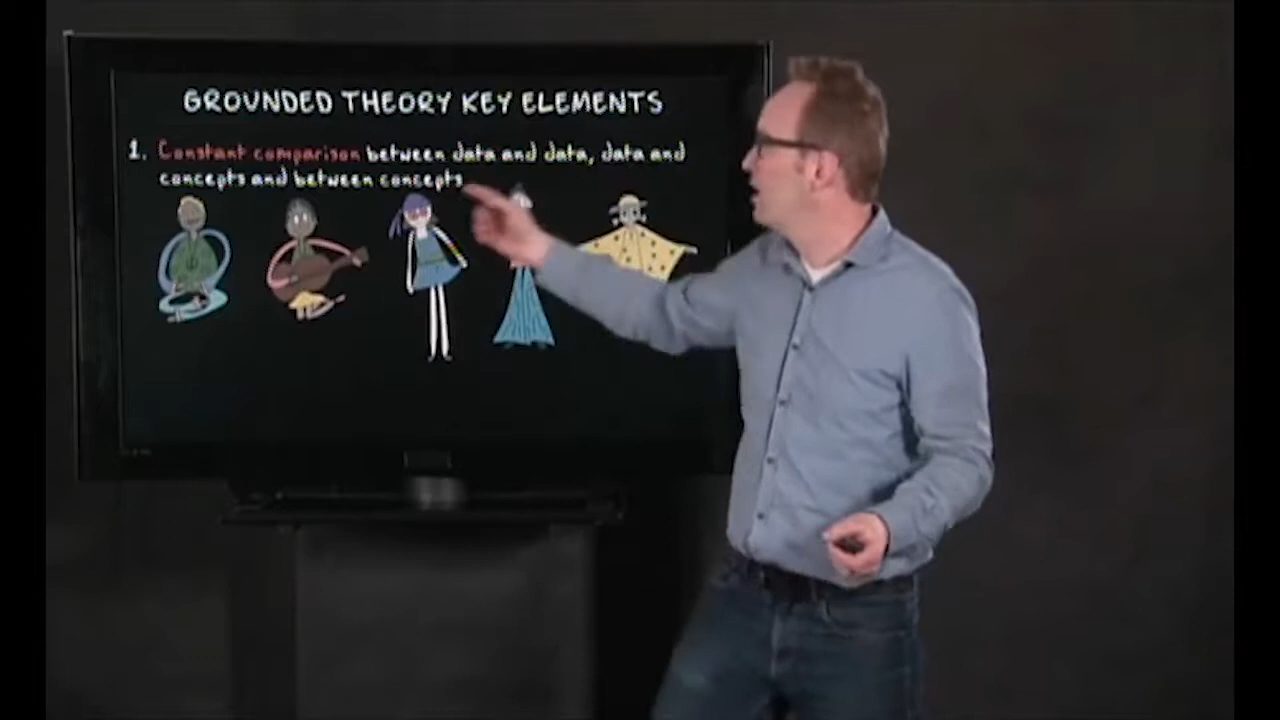 GROUNDED THEORY KEY ELEMENTS
1. Constant comparison between data and data, data and
concepts and between concepts